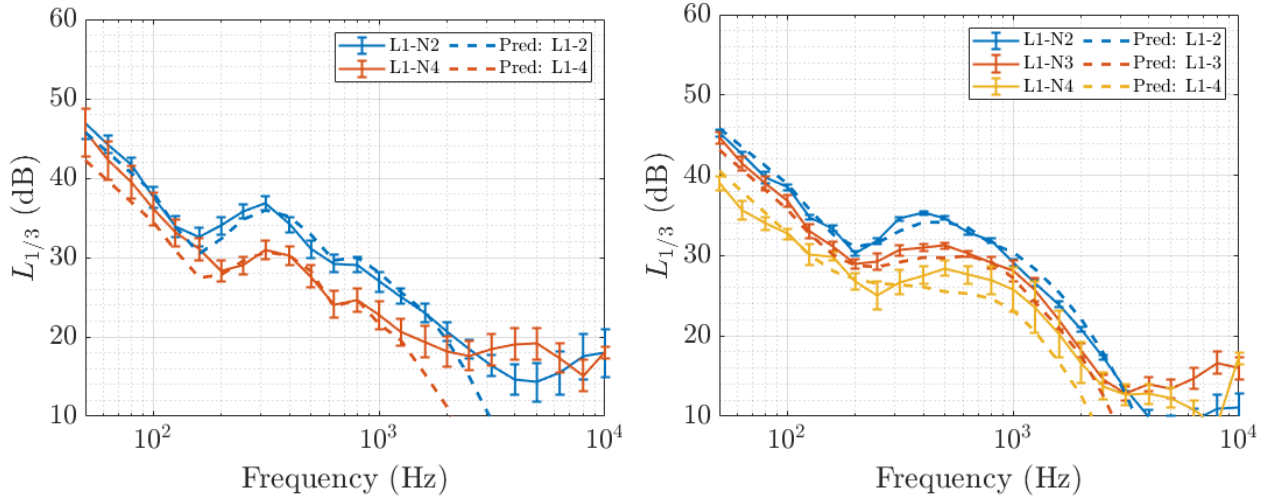 60
50
40
30
20
10
L1/3 (dB)
L1-N2 Pred: L1-2
L1-N4 Pred: L1-4
10^2 10^3 10^4
Frequency (Hz)
60
50
40
30
20
10
L1/3 (dB)
L1-N2 Pred: L1-2
L1-N3 Pred: L1-3
L1-N4 Pred: L1-4
10^2 10^3 10^4
Frequency (Hz)